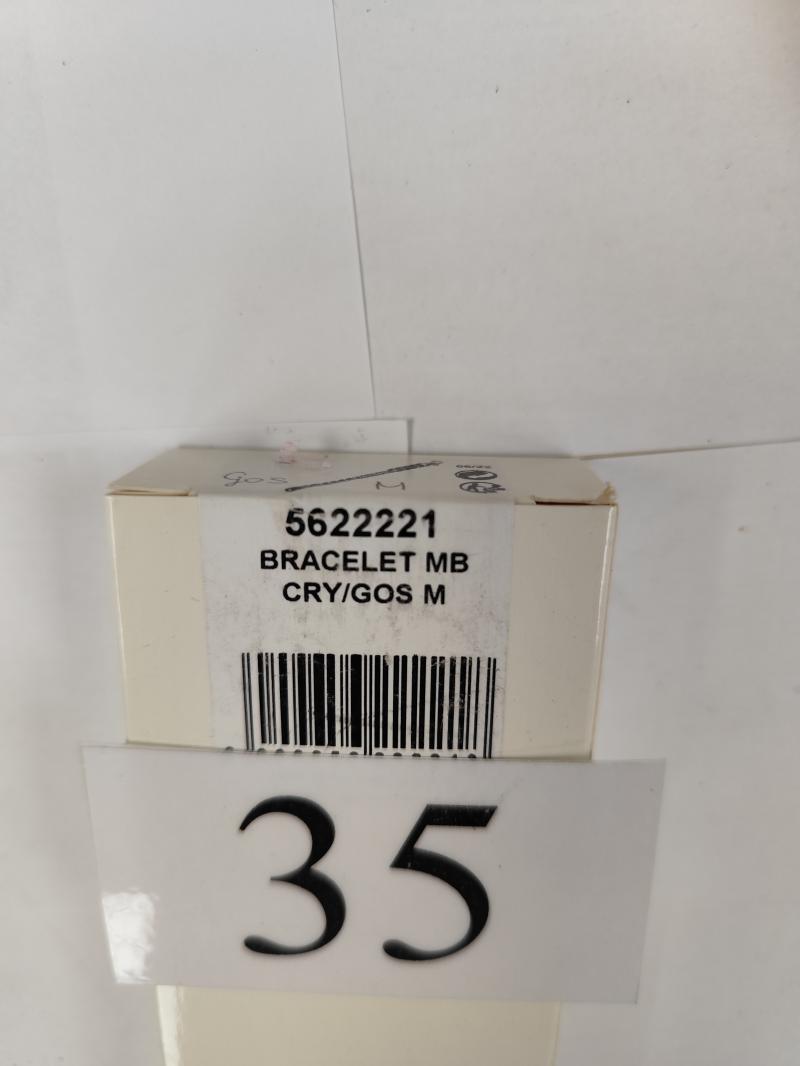 Gos
M
5622221
BRACELET MB
CRY/GOS M
35